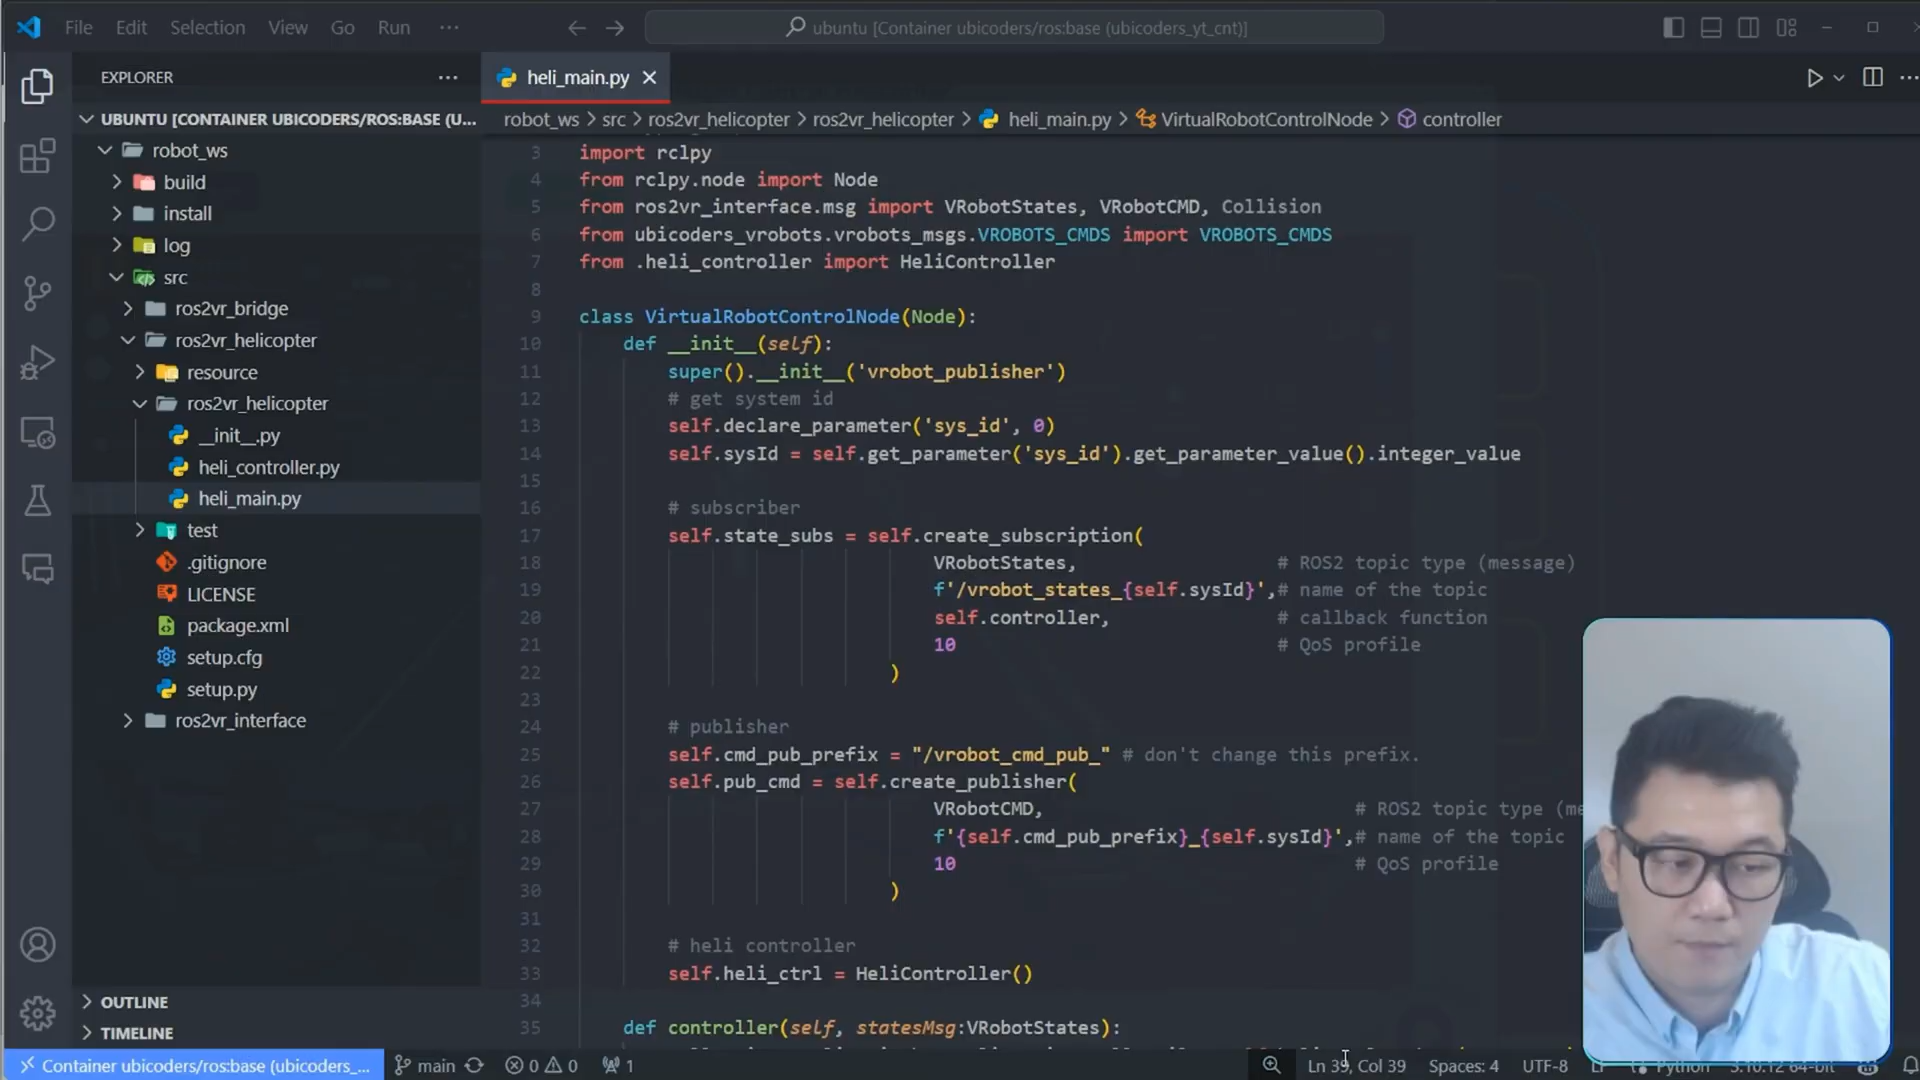 File Edit Selection View Go Run ...
ubuntu [Container ubicoders/ros:base (ubicoders_yt_cnt)]
EXPLORER
heli_main.py
UBUNTU [CONTAINER UBICODERS/ROS:BASE (U...
robot_ws > src > ros2vr_helicopter > ros2vr_helicopter > heli_main.py > VirtualRobotControlNode > controller
robot_ws
build
install
log
src
ros2vr_bridge
ros2vr_helicopter
resource
ros2vr_helicopter
__init__.py
heli_controller.py
heli_main.py
test
.gitignore
LICENSE
package.xml
setup.cfg
setup.py
ros2vr_interface
OUTLINE
TIMELINE
3 import rclpy
4 from rclpy.node import Node
5 from ros2vr_interface.msg import VRobotStates, VRobotCMD, Collision
6 from ubicoders_vrobots.vrobots_msgs.VROBOTS_CMDS import VROBOTS_CMDS
7 from .heli_controller import HeliController
8
9 class VirtualRobotControlNode(Node):
10 def __init__(self):
11 super().__init__('vrobot_publisher')
12 # get system id
13 self.declare_parameter('sys_id', 0)
14 self.sysId = self.get_parameter('sys_id').get_parameter_value().integer_value
15
16 # subscriber
17 self.state_subs = self.create_subscription(
18 VRobotStates, # ROS2 topic type (message)
19 f'/vrobot_states_{self.sysId}',# name of the topic
20 self.controller, # callback function
21 10 # QoS profile
22 )
23
24 # publisher
25 self.cmd_pub_prefix = "/vrobot_cmd_pub_" # don't change this prefix.
26 self.pub_cmd = self.create_publisher(
27 VRobotCMD, # ROS2 topic type (me
28 f'{self.cmd_pub_prefix}_{self.sysId}',# name of the topic
29 10 # QoS profile
30 )
31
32 # heli controller
33 self.heli_ctrl = HeliController()
34
35 def controller(self, statesMsg:VRobotStates):
Container ubicoders/ros:base (ubicoders_... main 0 0 1 Ln 39, Col 39 Spaces: 4 UTF-8 LF Python 3.10.12 64-bit